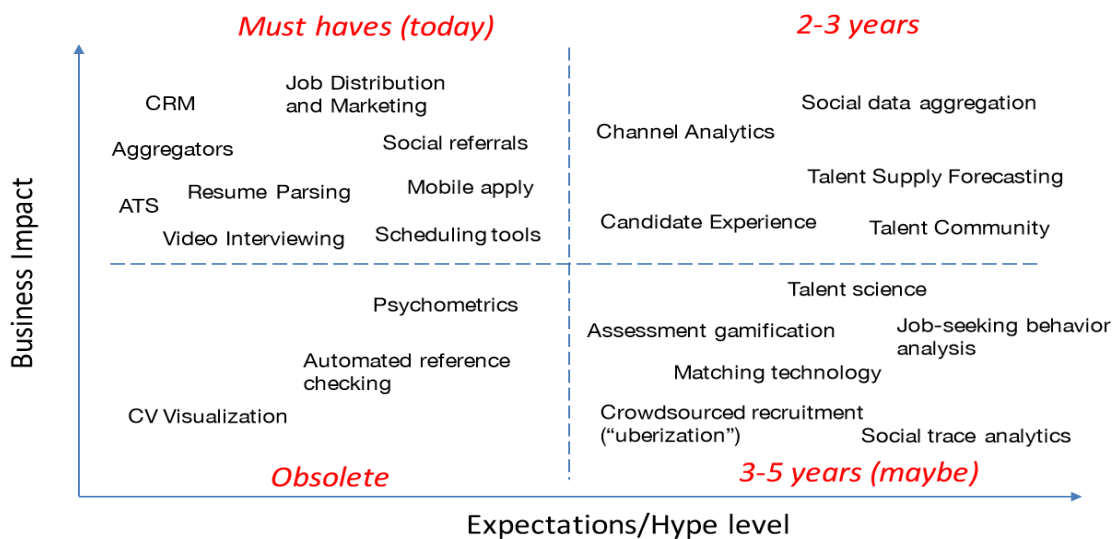 Must haves (today)
2-3 years
Business Impact
CRM
Job Distribution
and Marketing
Aggregators
Social referrals
Resume Parsing
Mobile apply
ATS
Video Interviewing
Scheduling tools
Social data aggregation
Channel Analytics
Talent Supply Forecasting
Candidate Experience
Talent Community
Psychometrics
Automated reference
checking
CV Visualization
Obsolete
Talent science
Assessment gamification
Job-seeking behavior
analysis
Matching technology
Crowdsourced recruitment
(“uberization”)
Social trace analytics
3-5 years (maybe)
Expectations/Hype level